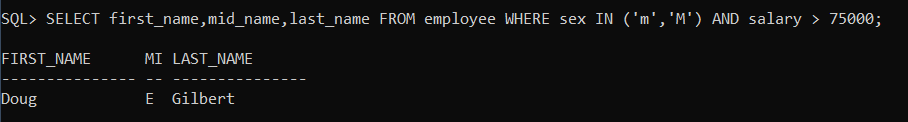 SQL> SELECT first_name,mid_name,last_name FROM employee WHERE sex IN ('m','M') AND salary > 75000;
FIRST_NAME      MI LAST_NAME
--------------- -- ---------------
Doug            E  Gilbert